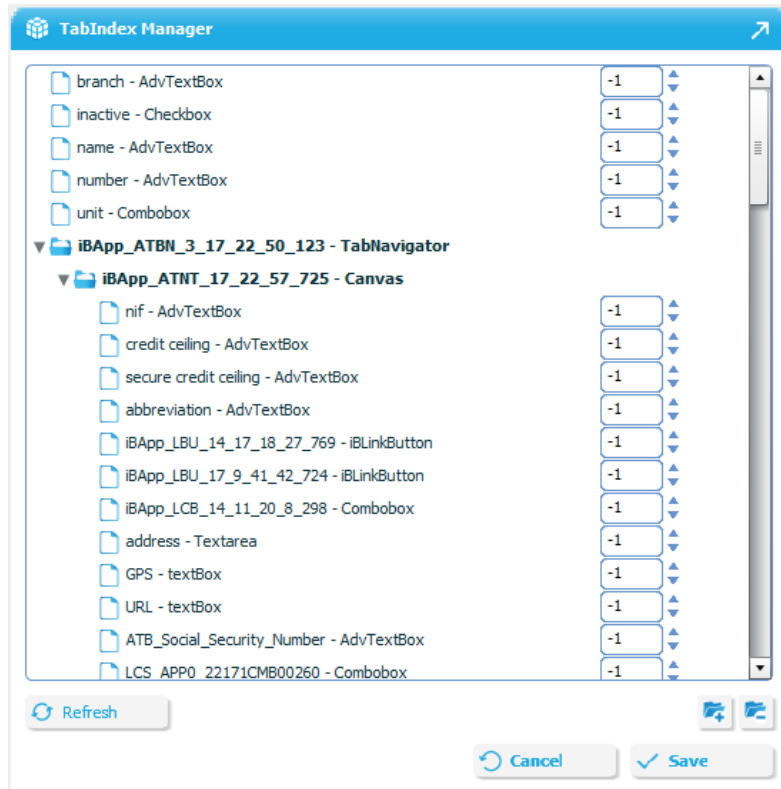 TabIndex Manager
branch - AdvTextBox -1
inactive - Checkbox -1
name - AdvTextBox -1
number - AdvTextBox -1
unit - Combobox -1
iBApp_ATBN_3_17_22_50_123 - TabNavigator
iBApp_ATNT_17_22_57_725 - Canvas
nif - AdvTextBox -1
credit ceiling - AdvTextBox -1
secure credit ceiling - AdvTextBox -1
abbreviation - AdvTextBox -1
iBApp_LBU_14_17_18_27_769 - iBLinkButton -1
iBApp_LBU_17_9_41_42_724 - iBLinkButton -1
iBApp_LCB_14_11_20_8_298 - Combobox -1
address - Textarea -1
GPS - textBox -1
URL - textBox -1
ATB_Social_Security_Number - AdvTextBox -1
LCS_APP0_22171CMB00260 - Combobox -1
Refresh
Cancel Save